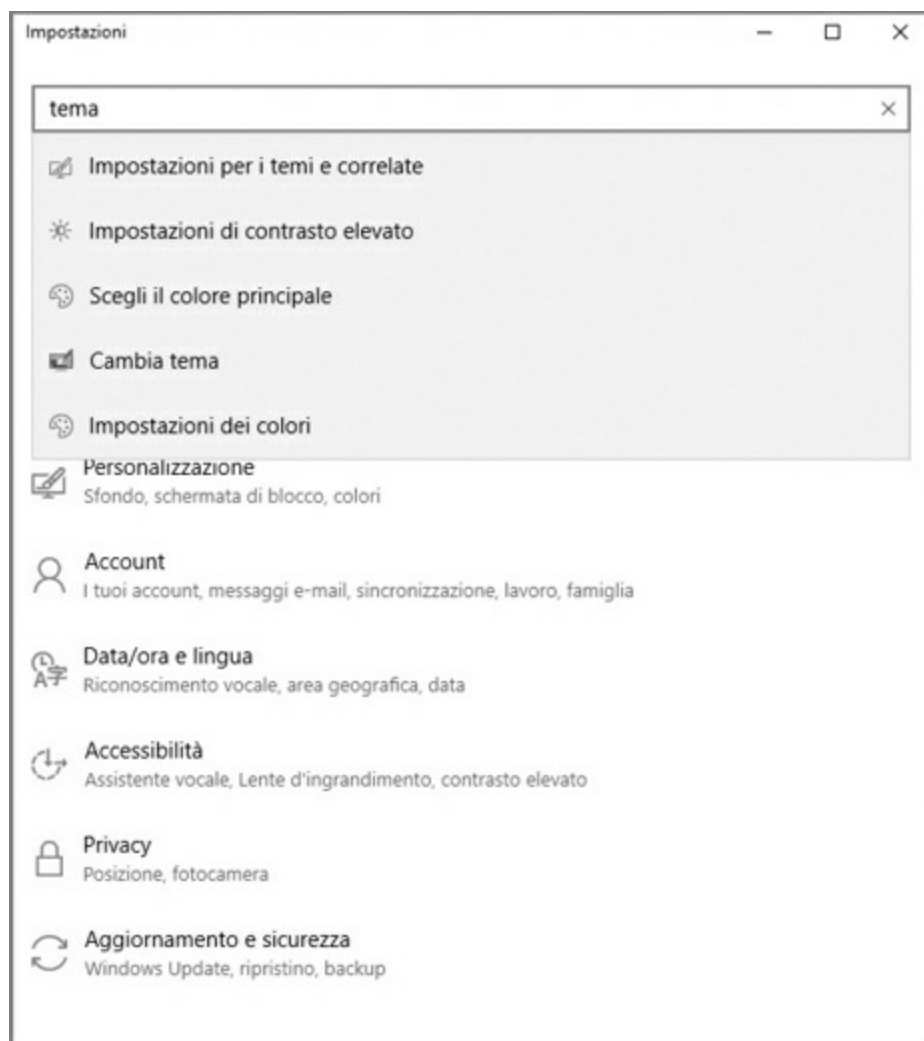 Impostazioni
tema
Impostazioni per i temi e correlate
Impostazioni di contrasto elevato
Scegli il colore principale
Cambia tema
Impostazioni dei colori
Personalizzazione
Sfondo, schermata di blocco, colori
Account
I tuoi account, messaggi e-mail, sincronizzazione, lavoro, famiglia
Data/ora e lingua
Riconoscimento vocale, area geografica, data
Accessibilità
Assistente vocale, Lente d'ingrandimento, contrasto elevato
Privacy
Posizione, fotocamera
Aggiornamento e sicurezza
Windows Update, ripristino, backup